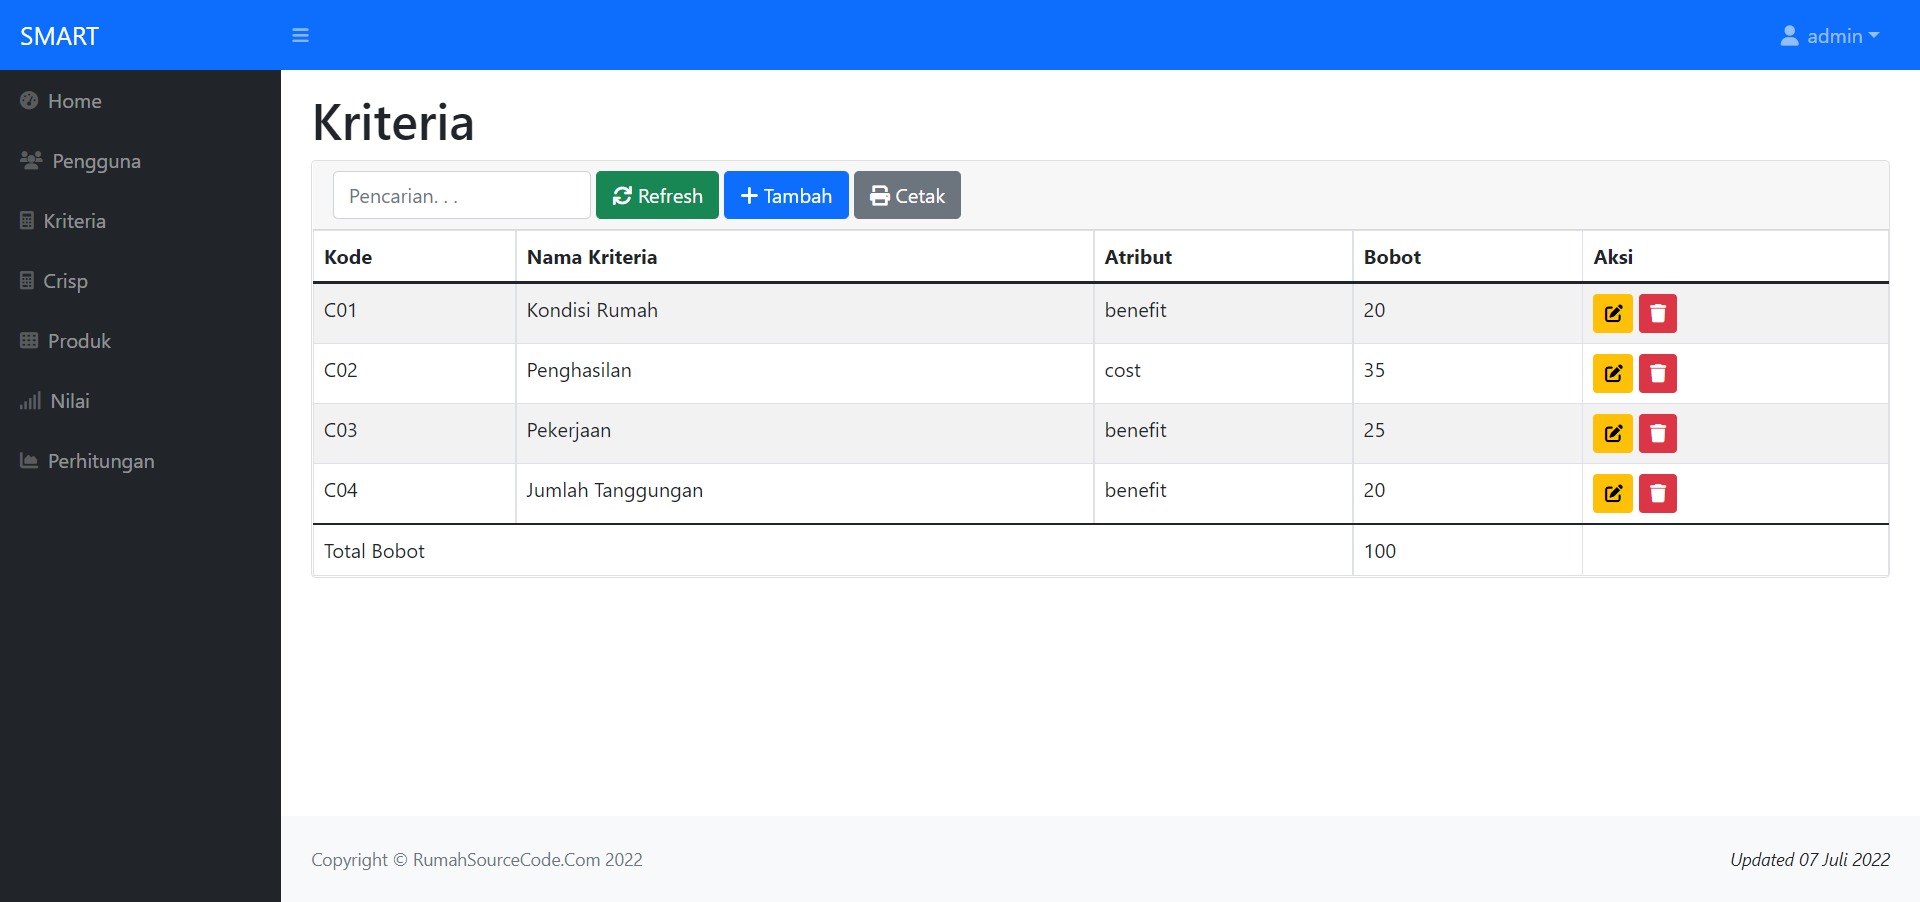 SMART
admin
Home
Pengguna
Kriteria
Crisp
Produk
Nilai
Perhitungan
Kriteria
Pencarian. . .
Refresh
Tambah
Cetak
Kode Nama Kriteria Atribut Bobot Aksi
C01 Kondisi Rumah benefit 20
C02 Penghasilan cost 35
C03 Pekerjaan benefit 25
C04 Jumlah Tanggungan benefit 20
Total Bobot 100
Copyright © RumahSourceCode.Com 2022
Updated 07 Juli 2022